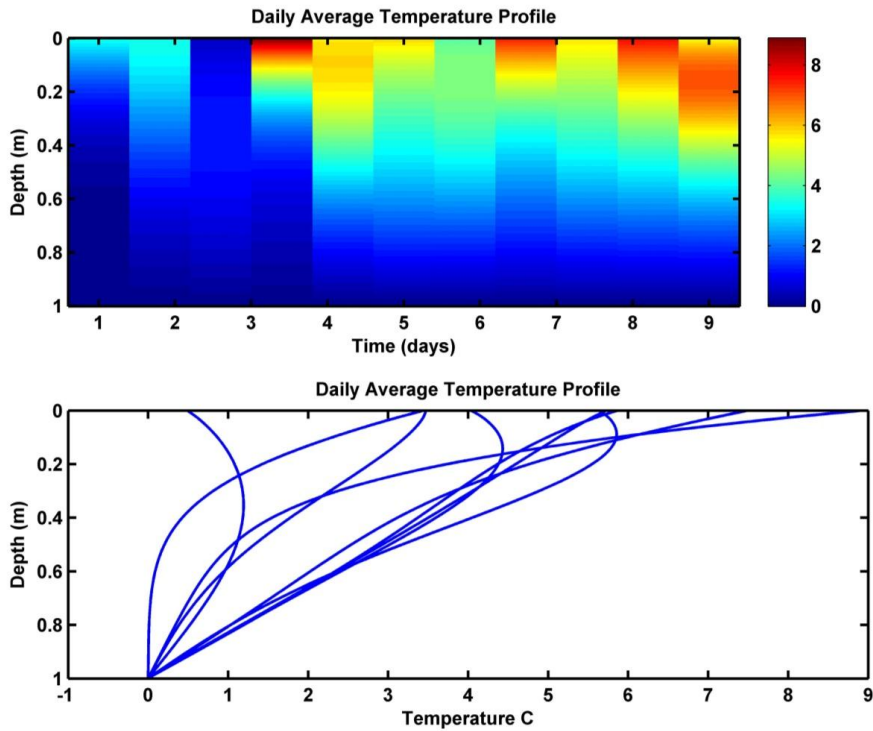 Daily Average Temperature Profile
0
0.2
0.4
0.6
0.8
1
Depth (m)
1 2 3 4 5 6 7 8 9
Time (days)
8
6
4
2
0
Daily Average Temperature Profile
0
0.2
0.4
0.6
0.8
1
Depth (m)
-1 0 1 2 3 4 5 6 7 8 9
Temperature C